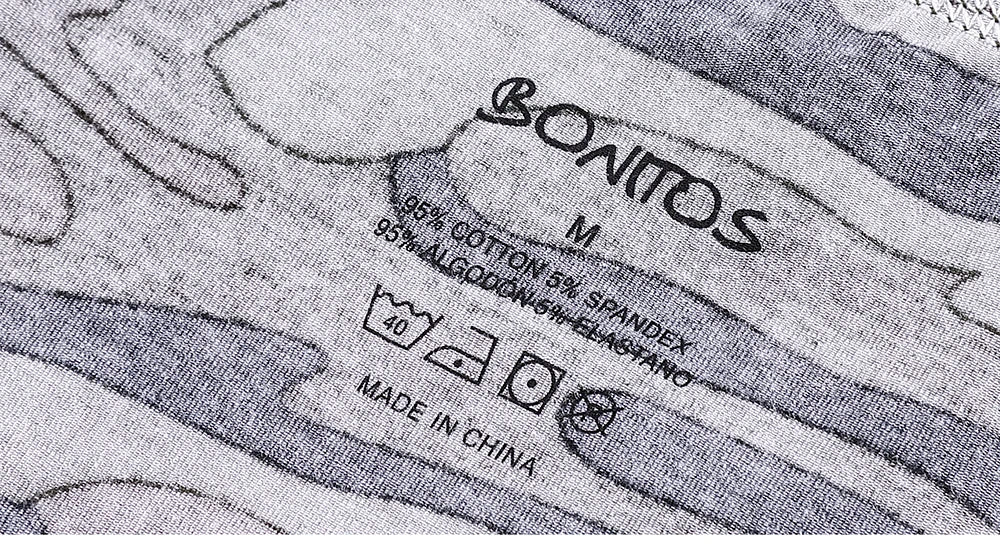 BONITOS
M
95% COTTON 5% SPANDEX
95% ALGODON 5% ELASTANO
40
MADE IN CHINA